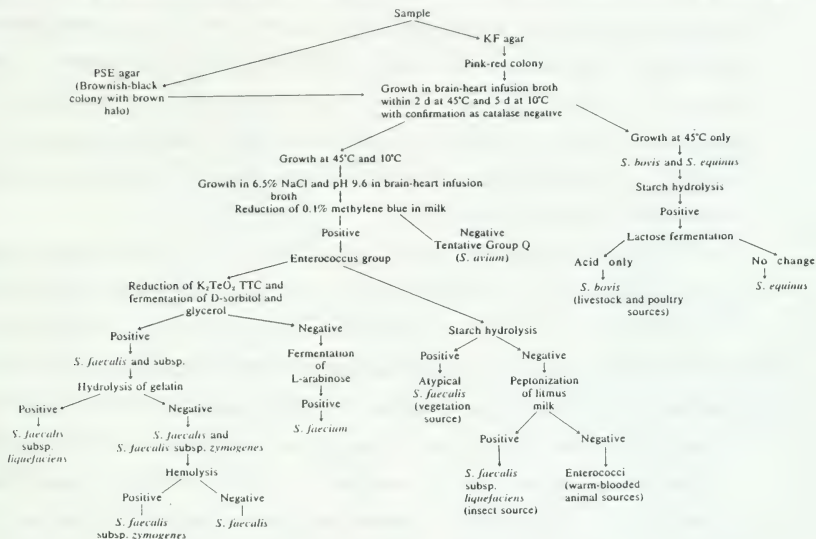 Sample
KF agar
Pink-red colony
PSE agar
(Brownish-black
colony with brown
halo)
Growth in brain-heart infusion broth
within 2 d at 45°C and 5 d at 10°C
with confirmation as catalase negative
Growth at 45°C and 10°C
Growth in 6.5% NaCl and pH 9.6 in brain-heart infusion
broth
Reduction of 0.1% methylene blue in milk
Positive
Negative
Tentative Group Q
(S. avium)
Enterococcus group
Growth at 45°C only
S. bovis and S. equinus
Starch hydrolysis
Positive
Lactose fermentation
Acid only
S. bovis
(livestock and poultry
sources)
No change
S. equinus
Reduction of K₂TeO₂ TTC and
fermentation of D-sorbitol and
glycerol
Positive
S. faecalis and subsp.
Hydrolysis of gelatin
Positive
S. faecalis
subsp.
liquefaciens
Negative
S. faecalis and
S. faecalis subsp. zymogenes
Hemolysis
Positive
S. faecalis
subsp. zymogenes
Negative
S. faecalis
Negative
Fermentation
of
L-arabinose
Positive
S. faecium
Starch hydrolysis
Positive
Atypical
S. faecalis
(vegetation
source)
Negative
Peptonization
of litmus
milk
Positive
S. faecalis
subsp.
liquefaciens
(insect source)
Negative
Enterococci
(warm-blooded
animal sources)